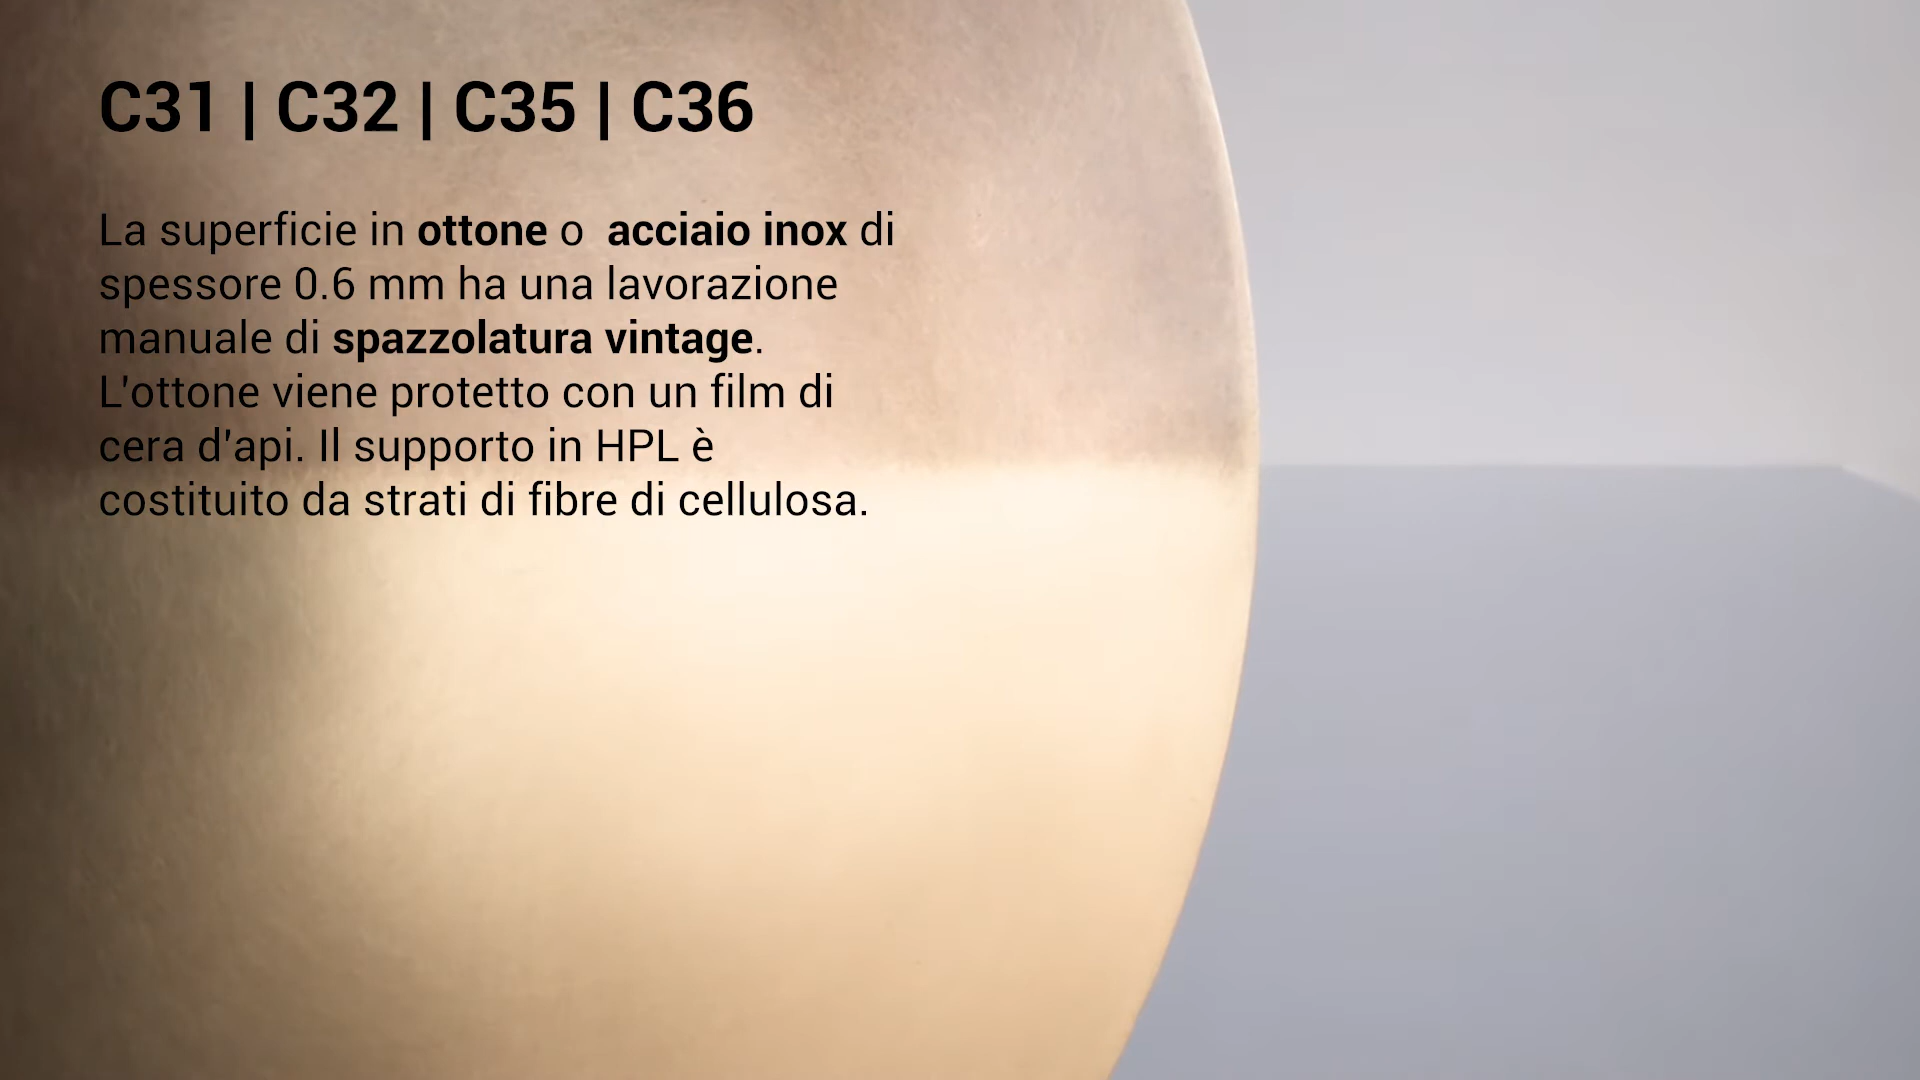 C31 | C32 | C35 | C36
La superficie in ottone o  acciaio inox di
spessore 0.6 mm ha una lavorazione
manuale di spazzolatura vintage.
L'ottone viene protetto con un film di
cera d'api. Il supporto in HPL è
costituito da strati di fibre di cellulosa.